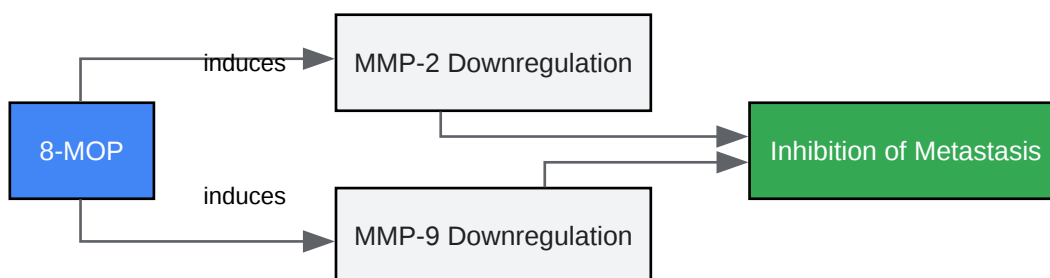 induces
MMP-2 Downregulation
8-MOP
Inhibition of Metastasis
induces
MMP-9 Downregulation